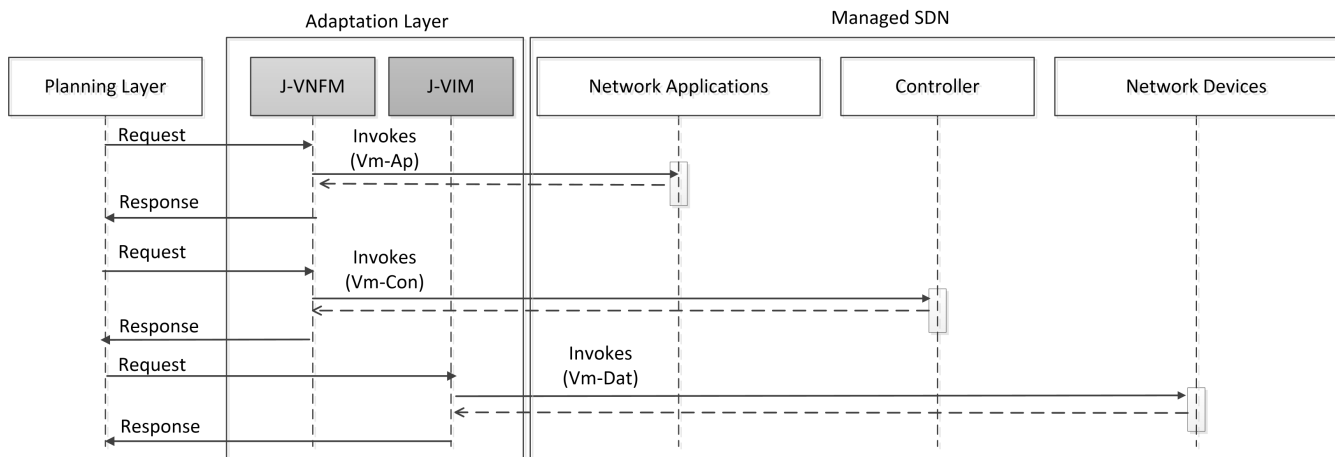 Adaptation Layer
Managed SDN
Planning Layer
J-VNFM
J-VIM
Network Applications
Controller
Network Devices
Request
Invokes
(Vm-Ap)
Response
Request
Invokes
(Vm-Con)
Response
Request
Invokes
(Vm-Dat)
Response